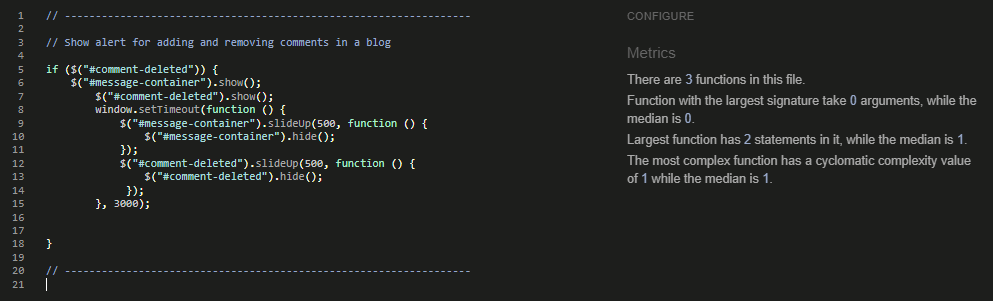 1 // -----------------------------------------------------------------
2
3 // Show alert for adding and removing comments in a blog
4
5 if ($("#comment-deleted")) {
6     $("#message-container").show();
7         $("#comment-deleted").show();
8         window.setTimeout(function () {
9             $("#message-container").slideUp(500, function () {
10                 $("#message-container").hide();
11             });
12             $("#comment-deleted").slideUp(500, function () {
13                 $("#comment-deleted").hide();
14              });
15         }, 3000);
16
17
18 }
19
20 // -----------------------------------------------------------------
21
CONFIGURE
Metrics
There are 3 functions in this file.
Function with the largest signature take 0 arguments, while the
median is 0.
Largest function has 2 statements in it, while the median is 1.
The most complex function has a cyclomatic complexity value
of 1 while the median is 1.